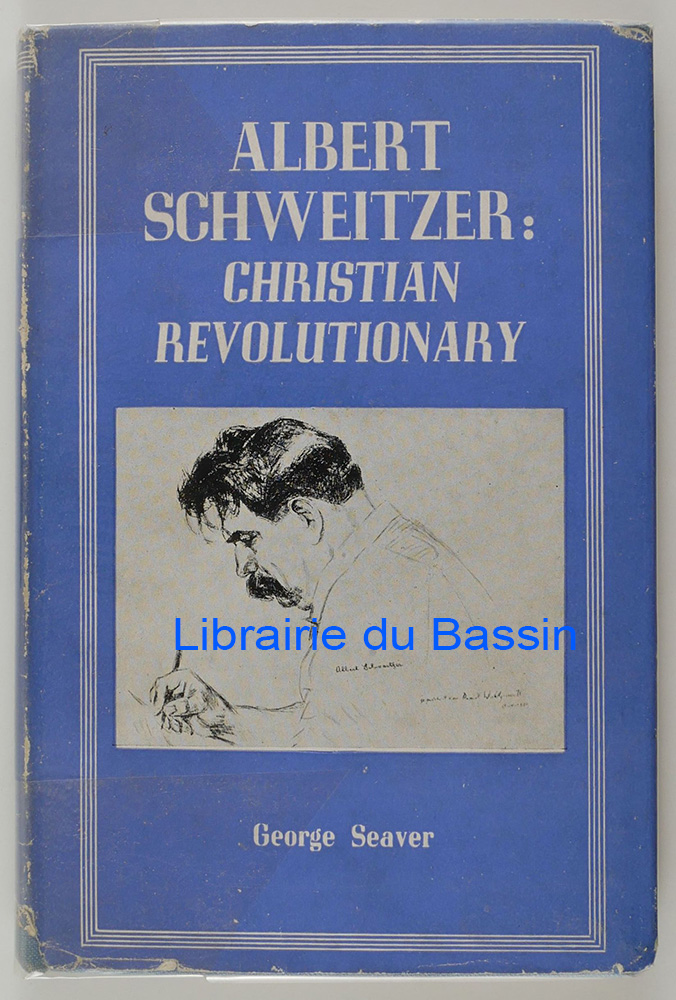 ALBERT
SCHWEITZER:
CHRISTIAN
REVOLUTIONARY
Librairie du Bassin
Albert Schweitzer
George Seaver